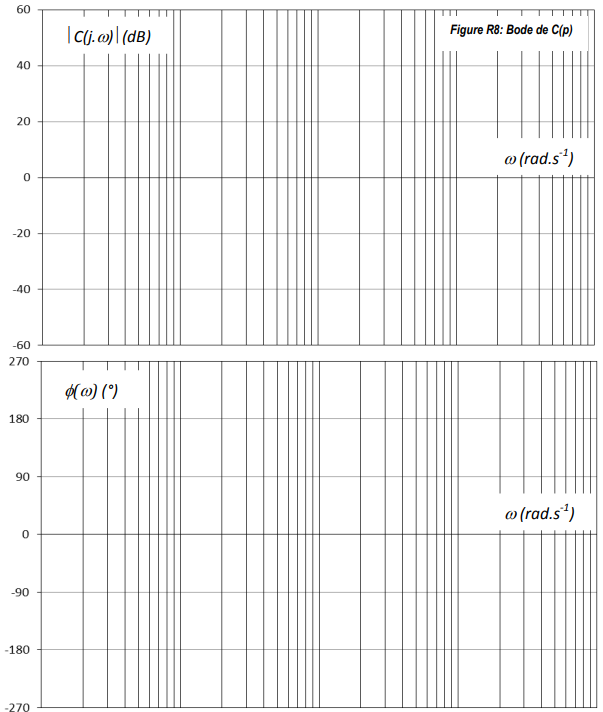 60
|C(j.ω)| (dB)
Figure R8: Bode de C(p)
40
20
ω (rad.s⁻¹)
0
-20
-40
-60
270
ϕ(ω) (°)
180
90
ω (rad.s⁻¹)
0
-90
-180
-270